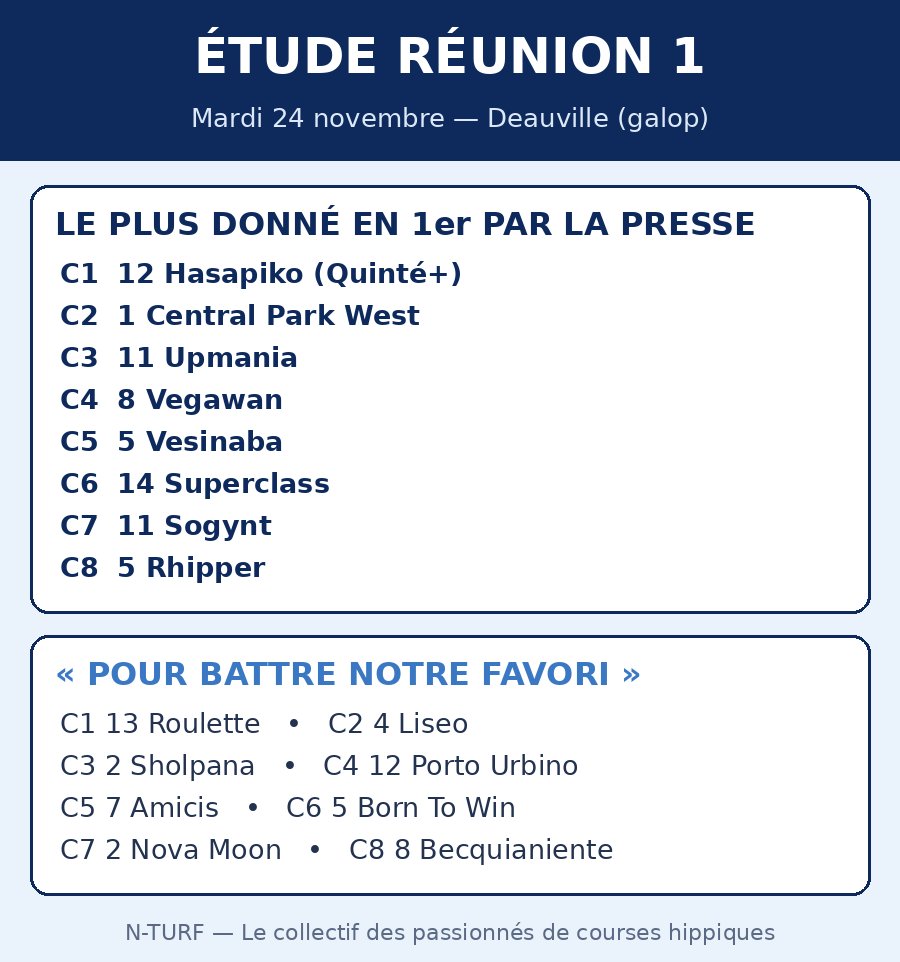 ÉTUDE RÉUNION 1
Mardi 24 novembre — Deauville (galop)
LE PLUS DONNÉ EN 1er PAR LA PRESSE
C1 12 Hasapiko (Quinté+)
C2 1 Central Park West
C3 11 Upmania
C4 8 Vegawan
C5 5 Vesinaba
C6 14 Superclass
C7 11 Sogynt
C8 5 Rhipper
« POUR BATTRE NOTRE FAVORI »
C1 13 Roulette • C2 4 Liseo
C3 2 Sholpana • C4 12 Porto Urbino
C5 7 Amicis • C6 5 Born To Win
C7 2 Nova Moon • C8 8 Becquianiente
N-TURF — Le collectif des passionnés de courses hippiques